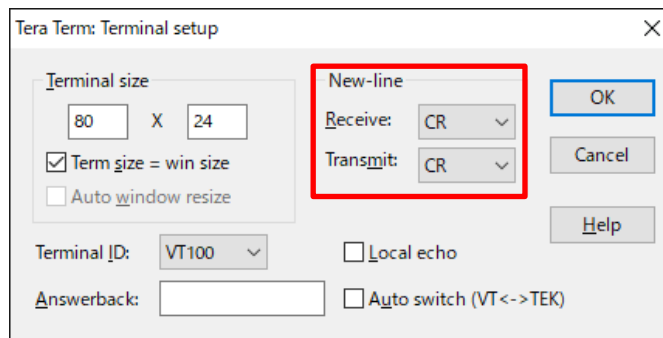 Tera Term: Terminal setup
Terminal size
80 X 24
Term size = win size
Auto window resize
New-line
Receive: CR
Transmit: CR
OK
Cancel
Help
Terminal ID: VT100
Local echo
Answerback:
Auto switch (VT<->TEK)